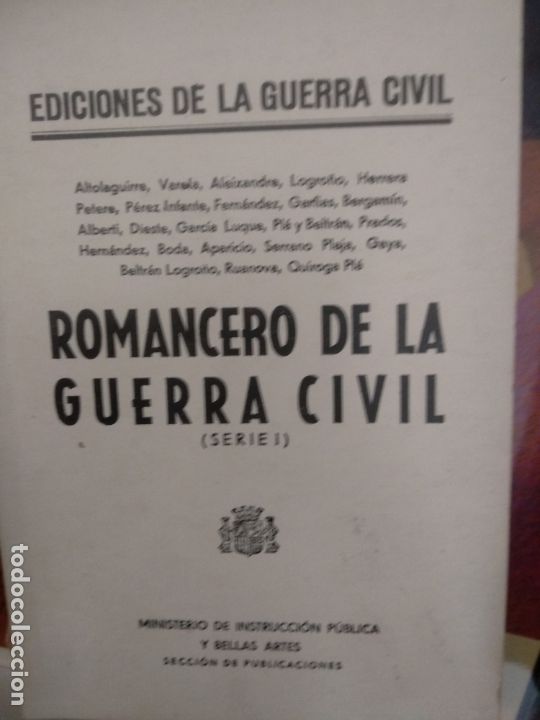 EDICIONES DE LA GUERRA CIVIL
Altolaguirre, Varela, Aleixandre, Logroño, Herrera
Petere, Pérez Infante, Fernández, Garfias, Bergamín,
Alberti, Dieste, García Luque, Plá y Beltrán, Prados,
Hernández, Boda, Aparicio, Serrano Plaja, Gaya,
Beltrán Logroño, Ruanova, Quiroga Plá
ROMANCERO DE LA
GUERRA CIVIL
(SERIE I)
MINISTERIO DE INSTRUCCIÓN PÚBLICA
Y BELLAS ARTES
SECCIÓN DE PUBLICACIONES
todocoleccion